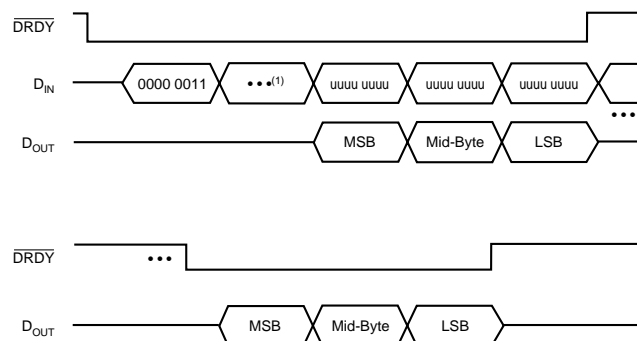 DRDY
DIN 0000 0011 •••(1) uuuu uuuu uuuu uuuu uuuu uuuu
•••
DOUT MSB Mid-Byte LSB
DRDY •••
DOUT MSB Mid-Byte LSB